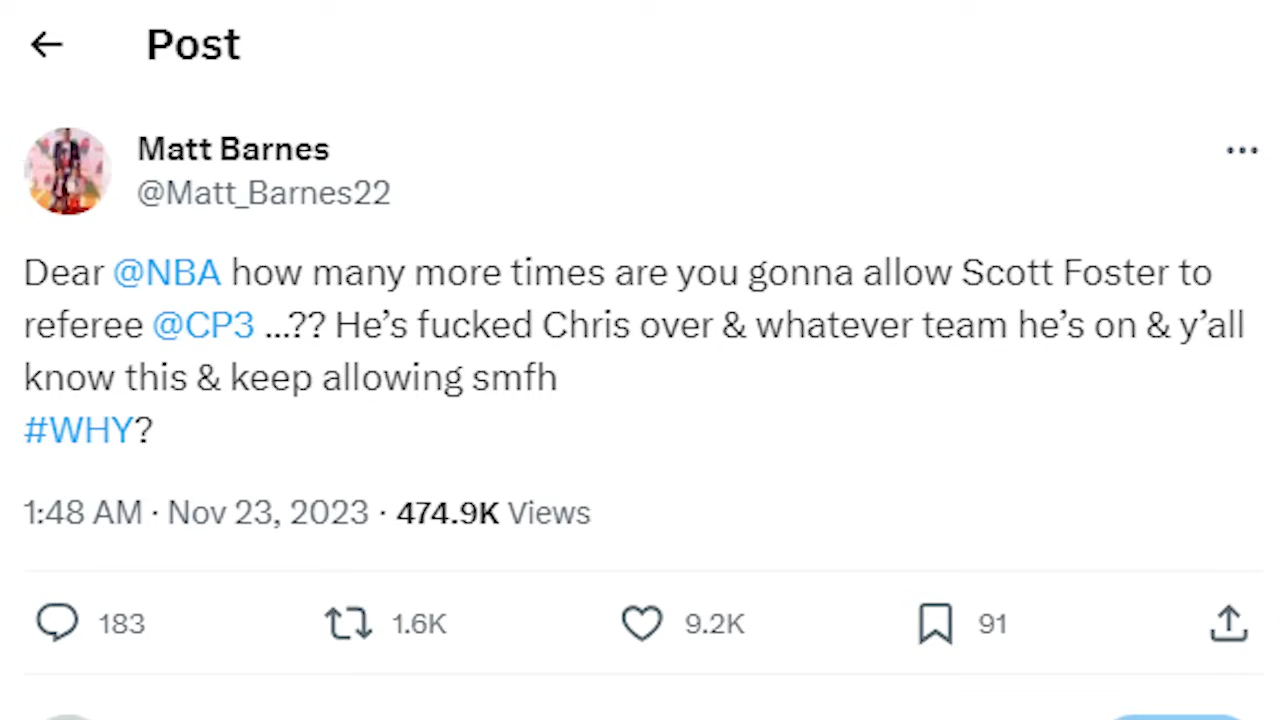 Post
Matt Barnes
@Matt_Barnes22
Dear @NBA how many more times are you gonna allow Scott Foster to
referee @CP3 ...?? He’s fucked Chris over & whatever team he’s on & y’all
know this & keep allowing smfh
#WHY?
1:48 AM · Nov 23, 2023 · 474.9K Views
183 1.6K 9.2K 91